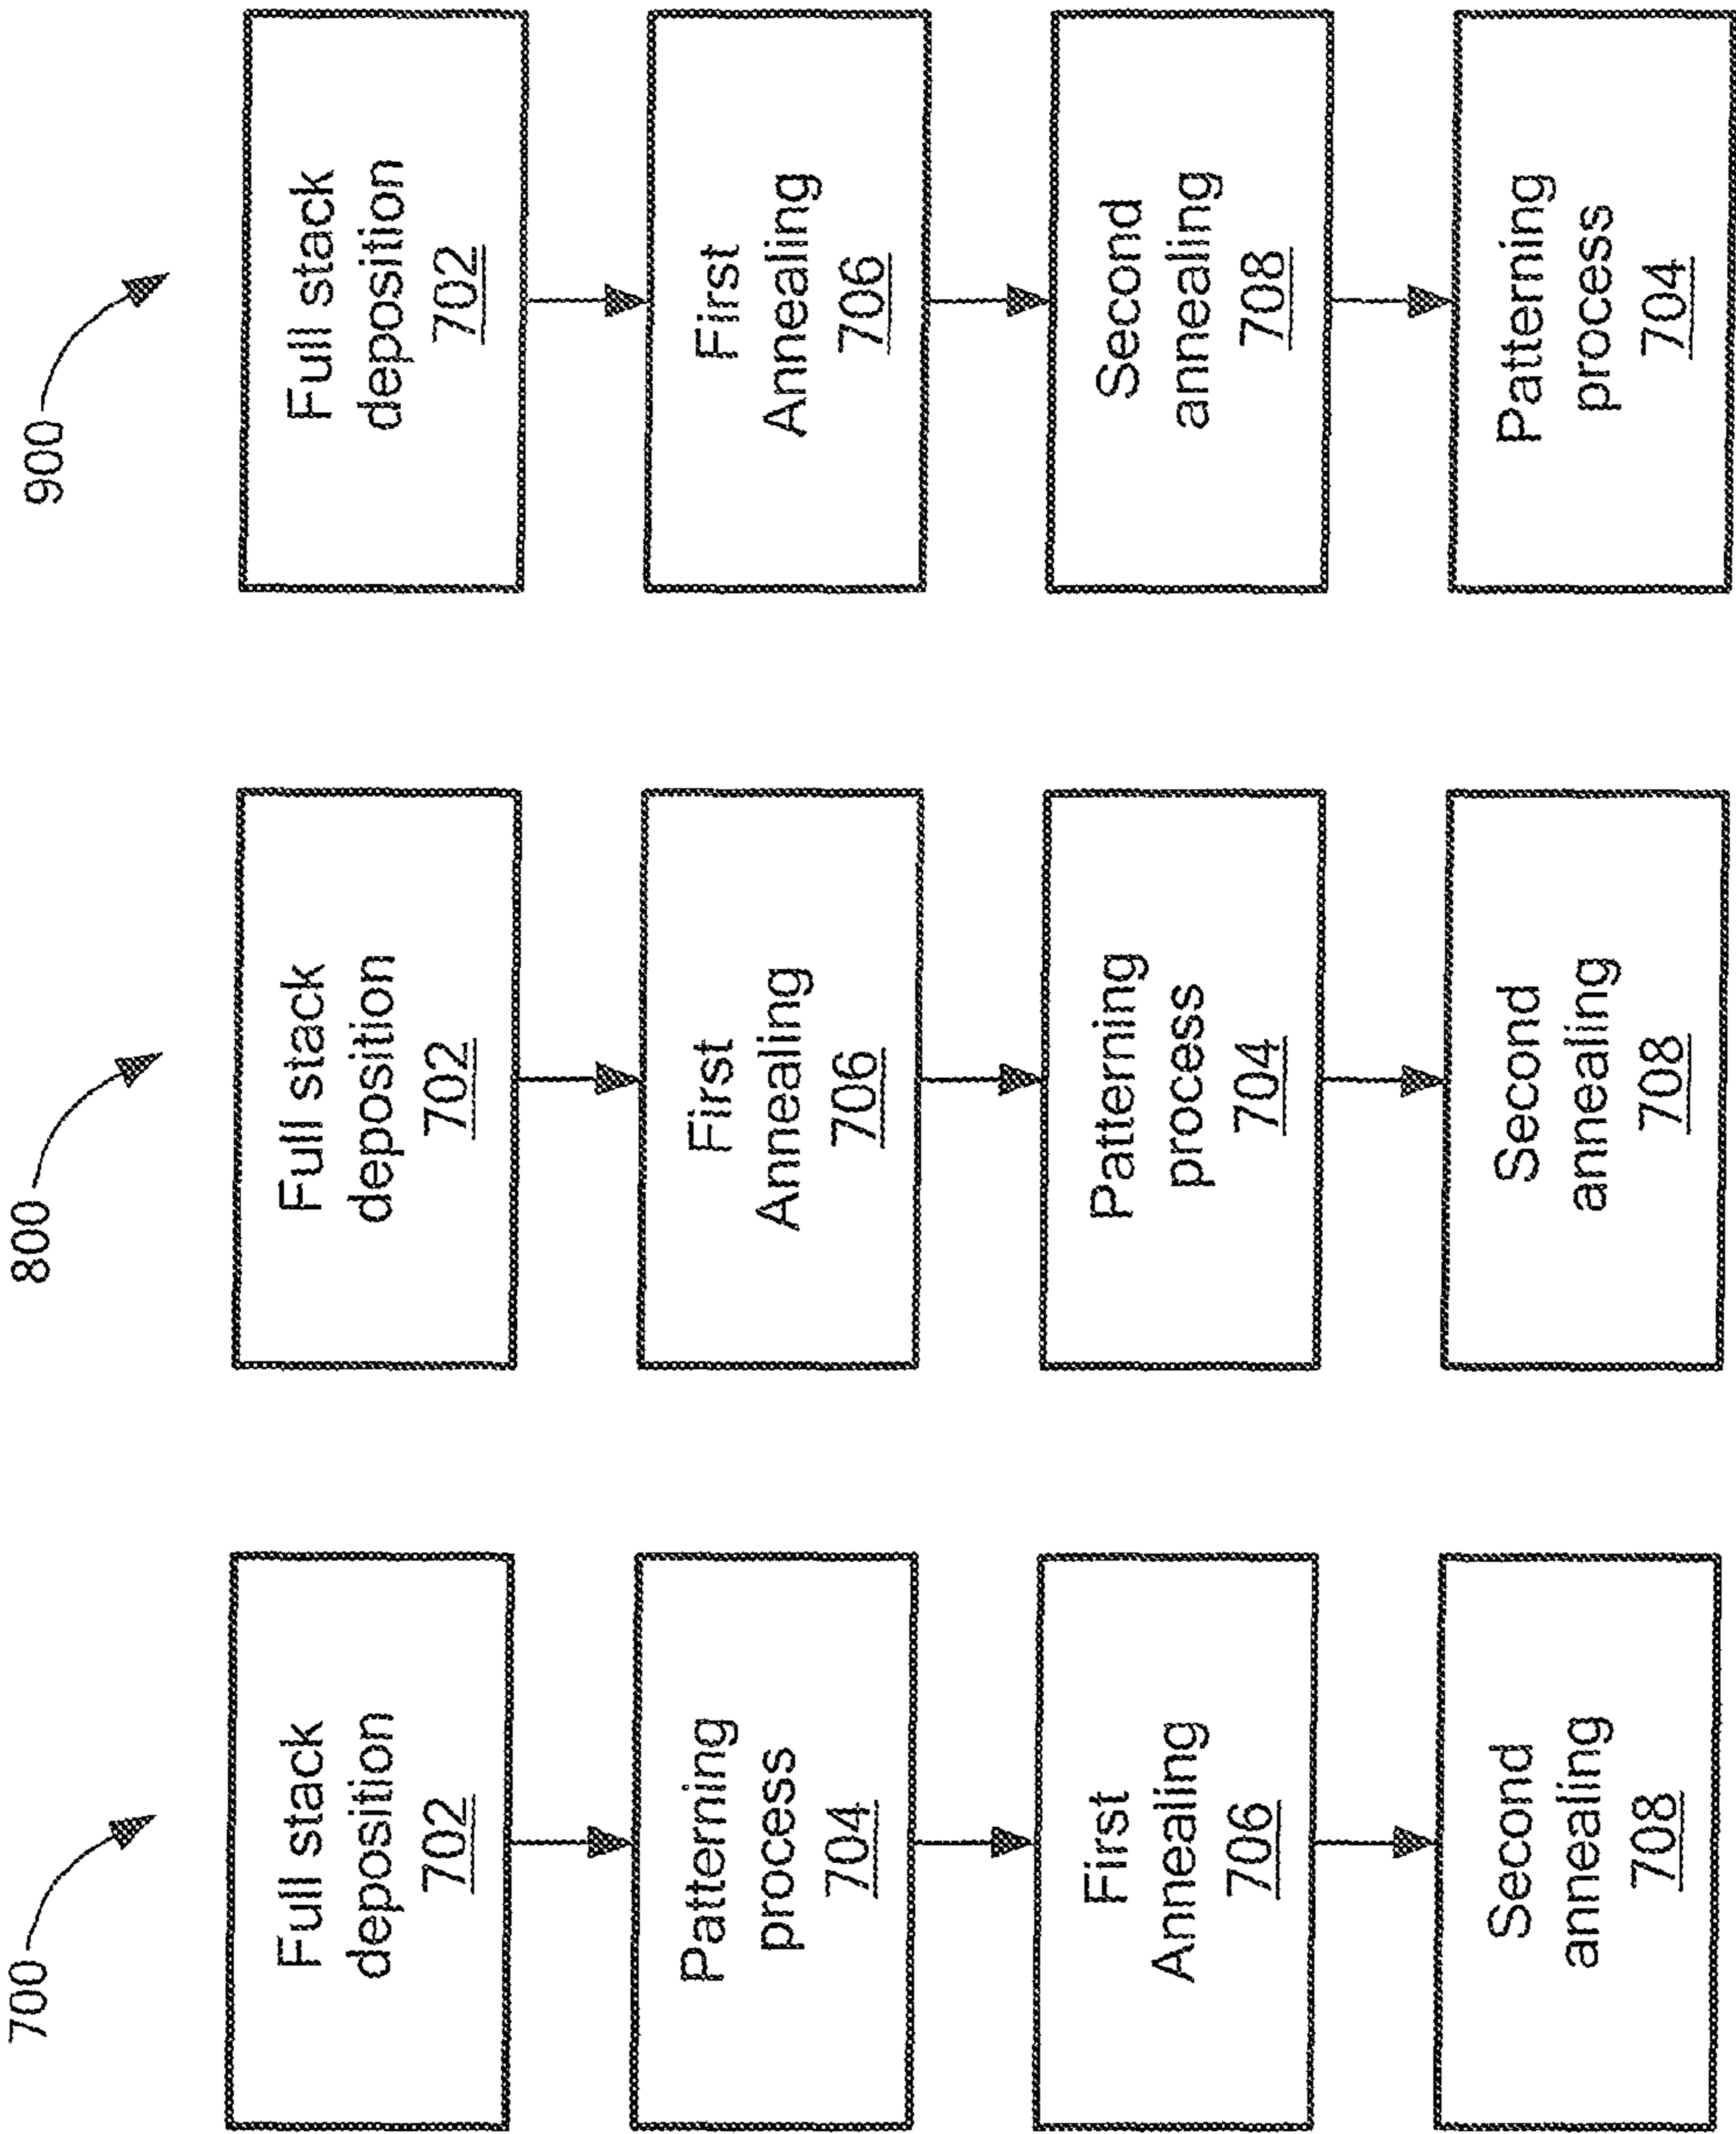 700
Full stack
deposition
702
Patterning
process
704
First
Annealing
706
Second
annealing
708
800
Full stack
deposition
702
First
Annealing
706
Patterning
process
704
Second
annealing
708
900
Full stack
deposition
702
First
Annealing
706
Second
annealing
708
Patterning
process
704